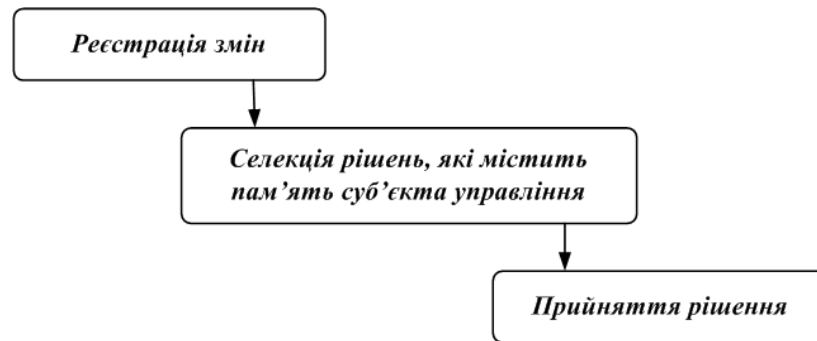 Реєстрація змін
Селекція рішень, які містить
пам’ять суб’єкта управління
Прийняття рішення